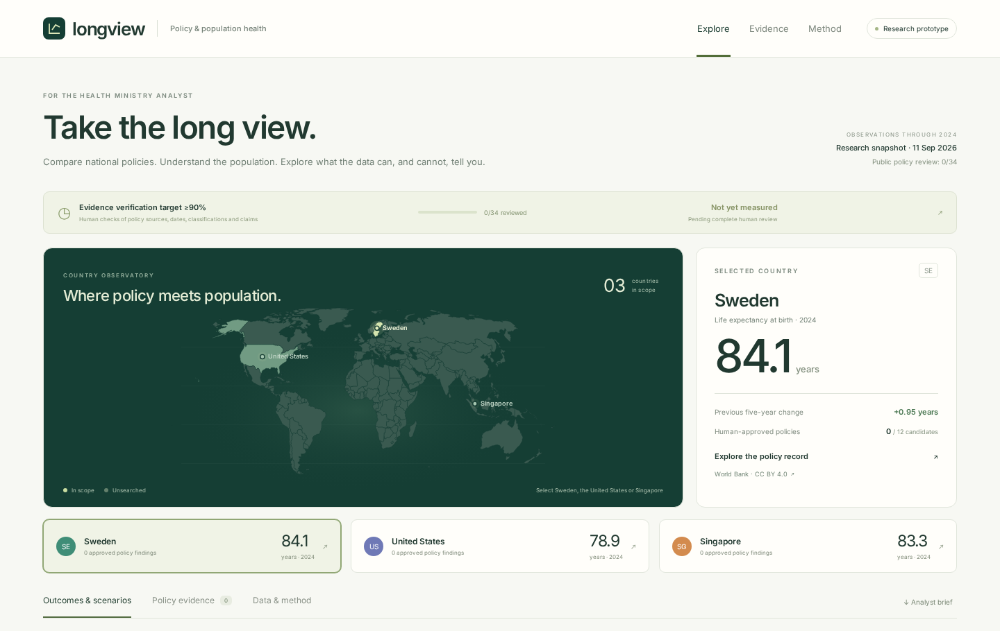 longview
Policy & population health
Explore
Evidence
Method
Research prototype
FOR THE HEALTH MINISTRY ANALYST
Take the long view.
Compare national policies. Understand the population. Explore what the data can, and cannot, tell you.
OBSERVATIONS THROUGH 2024
Research snapshot · 11 Sep 2026
Public policy review: 0/34
Evidence verification target ≥90%
Human checks of policy sources, dates, classifications and claims
0/34 reviewed
Not yet measured
Pending complete human review
↗
COUNTRY OBSERVATORY
Where policy meets population.
03
countries
in scope
Sweden
United States
Singapore
In scope
Unsearched
Select Sweden, the United States or Singapore
SELECTED COUNTRY
SE
Sweden
Life expectancy at birth · 2024
84.1 years
Previous five-year change
+0.95 years
Human-approved policies
0 / 12 candidates
Explore the policy record ↗
World Bank · CC BY 4.0 ↗
SE
Sweden
0 approved policy findings
84.1
years · 2024
↗
US
United States
0 approved policy findings
78.9
years · 2024
↗
SG
Singapore
0 approved policy findings
83.3
years · 2024
↗
Outcomes & scenarios
Policy evidence 0
Data & method
↓ Analyst brief